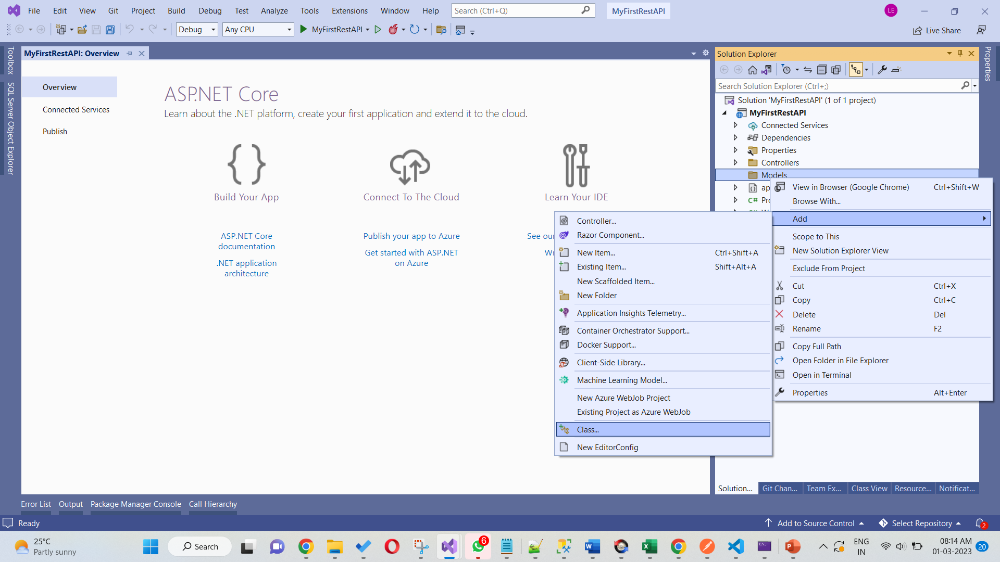 File Edit View Git Project Build Debug Test Analyze Tools Extensions Window Help Search (Ctrl+Q) MyFirstRestAPI LE
Debug Any CPU MyFirstRestAPI Live Share
Toolbox
SQL Server Object Explorer
MyFirstRestAPI: Overview
Overview
Connected Services
Publish
ASP.NET Core
Learn about the .NET platform, create your first application and extend it to the cloud.
Build Your App
Connect To The Cloud
Learn Your IDE
ASP.NET Core
documentation
.NET application
architecture
Publish your app to Azure
Get started with ASP.NET
on Azure
See our
Wr
Solution Explorer
Search Solution Explorer (Ctrl+;)
Solution 'MyFirstRestAPI' (1 of 1 project)
MyFirstRestAPI
Connected Services
Dependencies
Properties
Controllers
Models
ap
C# Pro
Properties
View in Browser (Google Chrome) Ctrl+Shift+W
Browse With...
Add
Scope to This
New Solution Explorer View
Exclude From Project
Cut Ctrl+X
Copy Ctrl+C
Delete Del
Rename F2
Copy Full Path
Open Folder in File Explorer
Open in Terminal
Properties Alt+Enter
Controller...
Razor Component...
New Item... Ctrl+Shift+A
Existing Item... Shift+Alt+A
New Scaffolded Item...
New Folder
Application Insights Telemetry...
Container Orchestrator Support...
Docker Support...
Client-Side Library...
Machine Learning Model...
New Azure WebJob Project
Existing Project as Azure WebJob
Class...
New EditorConfig
Solution... Git Chan... Team Ex... Class View Resource... Notificat...
Error List Output Package Manager Console Call Hierarchy
Ready Add to Source Control Select Repository 2
25°C
Partly sunny
Search
6
ENG
IN
08:14 AM
01-03-2023
20